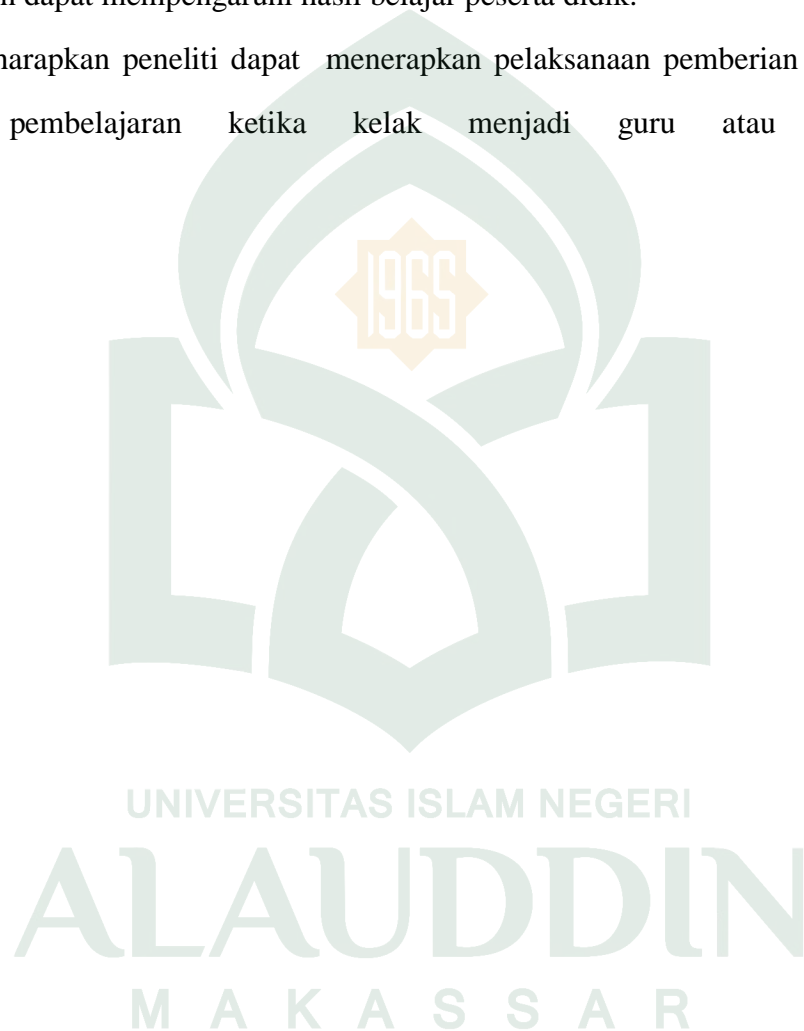 dapat mempengaruhi hasil belajar peserta didik.
peneliti dapat menerapkan pelaksanaan pemberian
pembelajaran ketika kelak menjadi guru atau
1965
UNIVERSITAS ISLAM NEGERI
ALAUDDIN
MAKASSAR